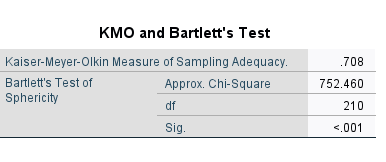 KMO and Bartlett's Test
Kaiser-Meyer-Olkin Measure of Sampling Adequacy. .708
Bartlett's Test of Approx. Chi-Square 752.460
Sphericity
df 210
Sig. <.001